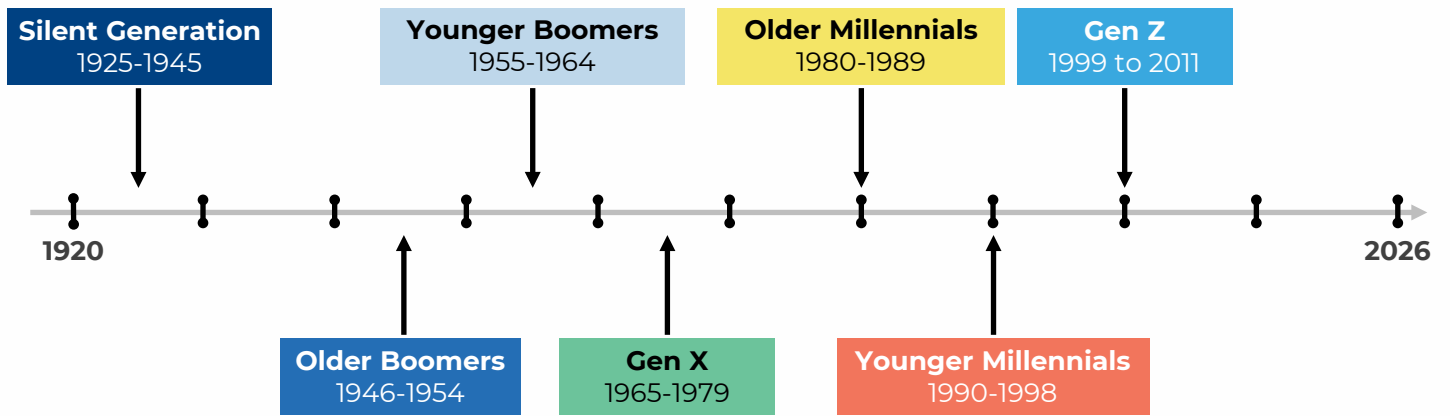 Silent Generation
1925-1945
Younger Boomers
1955-1964
Older Millennials
1980-1989
Gen Z
1999 to 2011
1920
2026
Older Boomers
1946-1954
Gen X
1965-1979
Younger Millennials
1990-1998